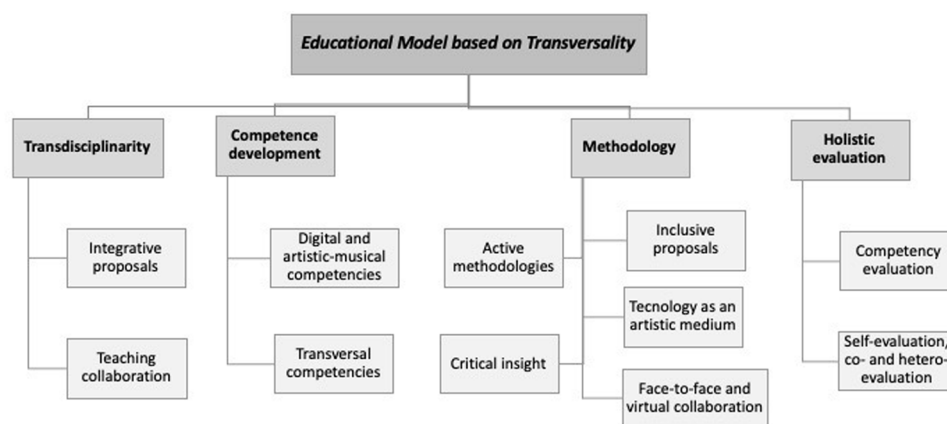 Educational Model based on Transversality
Transdisciplinarity
Competence
development
Methodology
Holistic
evaluation
Integrative
proposals
Teaching
collaboration
Digital and
artistic-musical
competencies
Transversal
competencies
Active
methodologies
Critical insight
Inclusive
proposals
Tecnology as an
artistic medium
Face-to-face and
virtual collaboration
Competency
evaluation
Self-evaluation,
co- and hetero-
evaluation